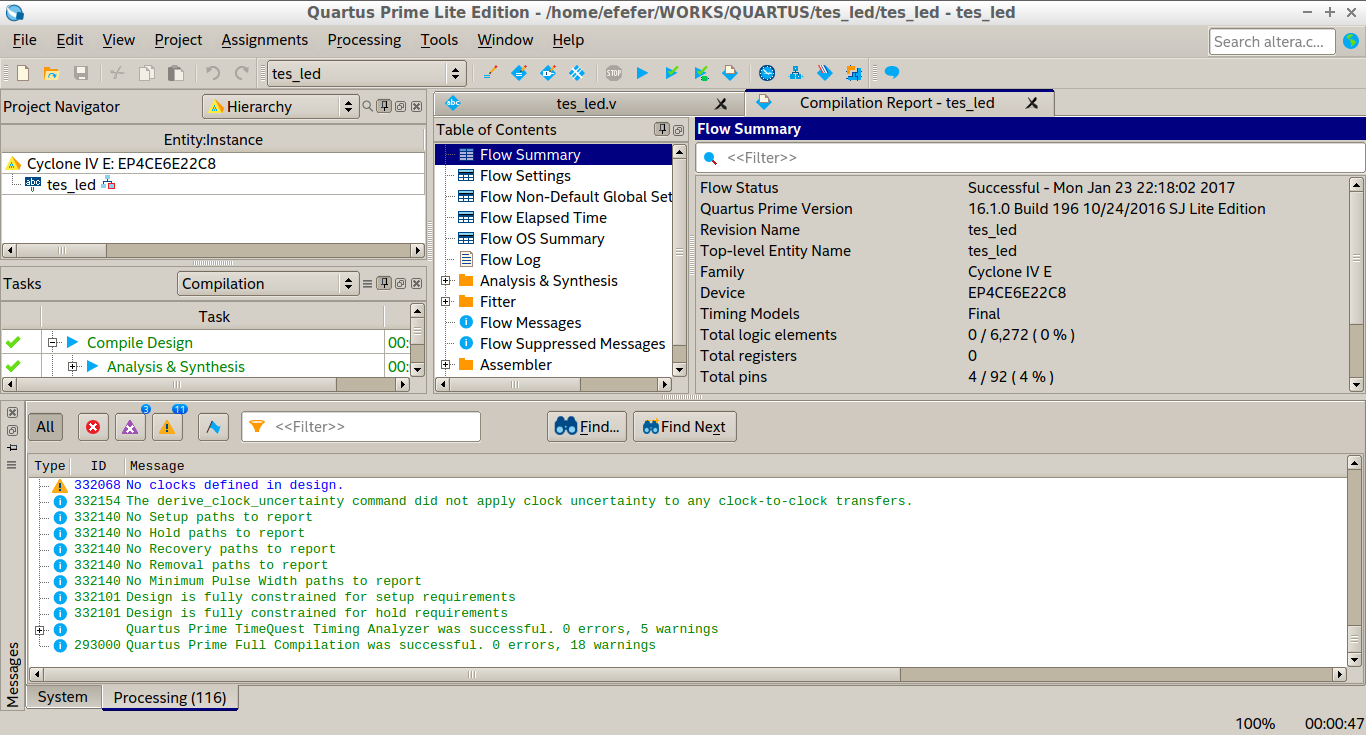 Quartus Prime Lite Edition - /home/efefer/WORKS/QUARTUS/tes_led/tes_led - tes_led
File Edit View Project Assignments Processing Tools Window Help
Search altera.c...
tes_led
STOP
Project Navigator
Hierarchy
Entity:Instance
Cyclone IV E: EP4CE6E22C8
abc tes_led
Tasks
Compilation
Task
Compile Design 00:
Analysis & Synthesis 00:
abc tes_led.v
Compilation Report - tes_led
Table of Contents
Flow Summary
Flow Settings
Flow Non-Default Global Set
Flow Elapsed Time
Flow OS Summary
Flow Log
Analysis & Synthesis
Fitter
Flow Messages
Flow Suppressed Messages
Assembler
Flow Summary
<<Filter>>
Flow Status Successful - Mon Jan 23 22:18:02 2017
Quartus Prime Version 16.1.0 Build 196 10/24/2016 SJ Lite Edition
Revision Name tes_led
Top-level Entity Name tes_led
Family Cyclone IV E
Device EP4CE6E22C8
Timing Models Final
Total logic elements 0 / 6,272 ( 0 % )
Total registers 0
Total pins 4 / 92 ( 4 % )
All 3 11 <<Filter>> Find... Find Next
Type ID Message
332068 No clocks defined in design.
332154 The derive_clock_uncertainty command did not apply clock uncertainty to any clock-to-clock transfers.
332140 No Setup paths to report
332140 No Hold paths to report
332140 No Recovery paths to report
332140 No Removal paths to report
332140 No Minimum Pulse Width paths to report
332101 Design is fully constrained for setup requirements
332101 Design is fully constrained for hold requirements
Quartus Prime TimeQuest Timing Analyzer was successful. 0 errors, 5 warnings
293000 Quartus Prime Full Compilation was successful. 0 errors, 18 warnings
Messages
System Processing (116)
100% 00:00:47